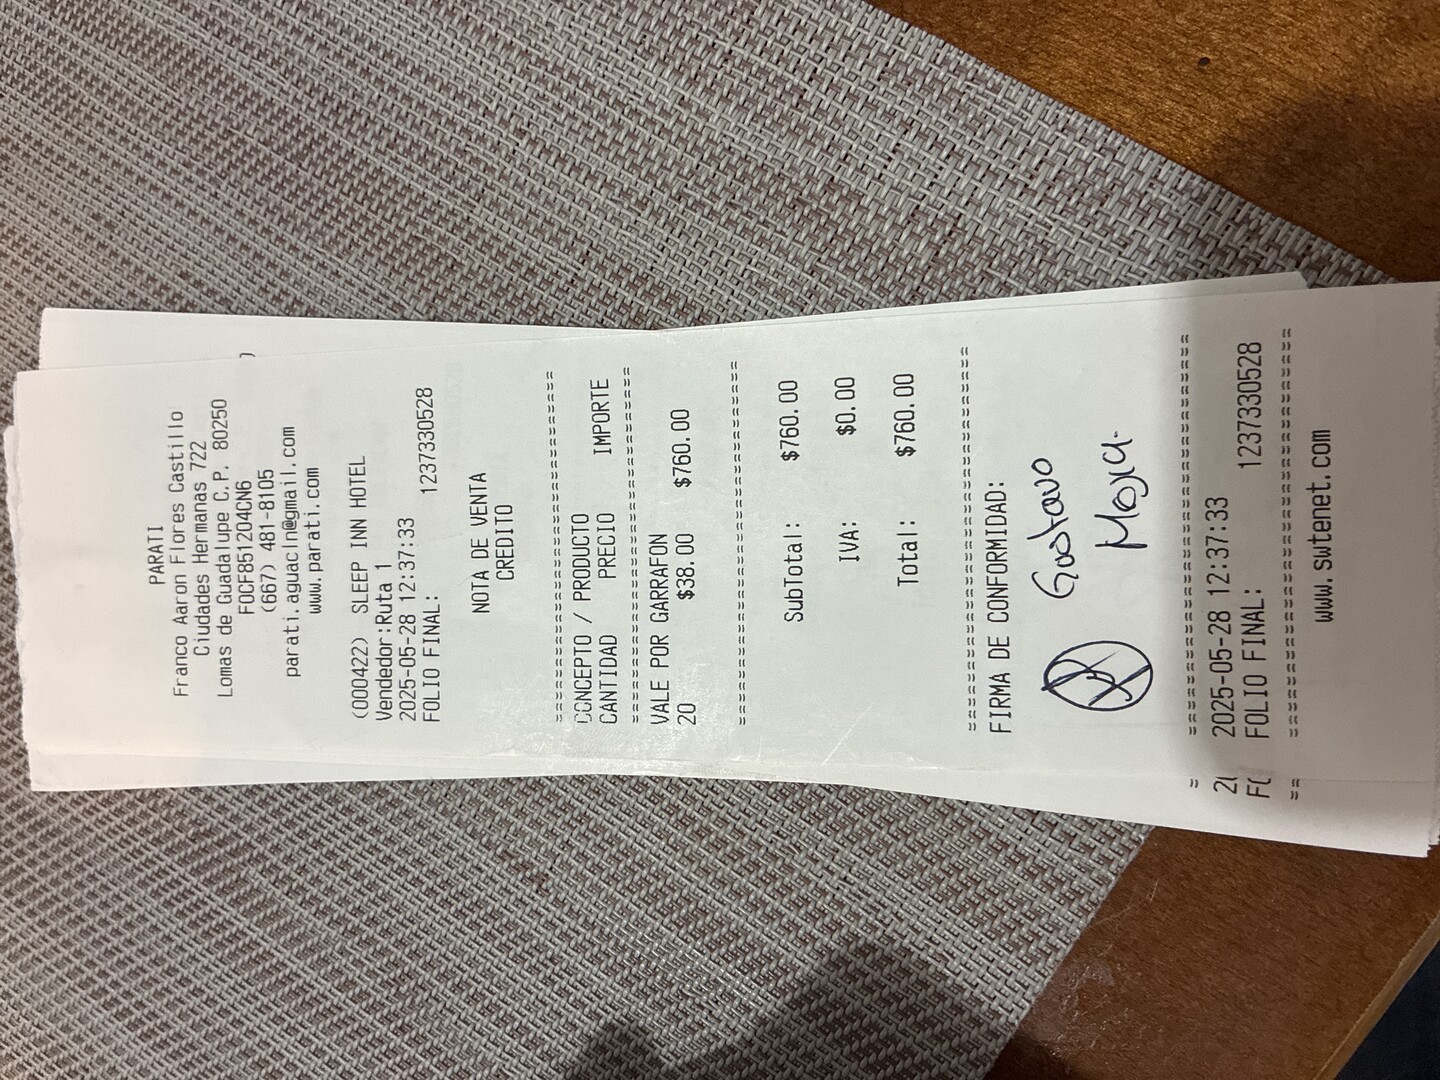 PARATI
Franco Aaron Flores Castillo
Ciudades Hermanas 722
Lomas de Guadalupe C.P. 80250
FOCF851204CN6
(667) 481-8105
parati.aguacln@gmail.com
www.parati.com
(000422) SLEEP INN HOTEL
Vendedor:Ruta 1
2025-05-28 12:37:33
FOLIO FINAL: 1237330528
NOTA DE VENTA
CREDITO
================================
CONCEPTO / PRODUCTO
CANTIDAD PRECIO IMPORTE
================================
VALE POR GARRAFON
20 $38.00 $760.00
================================
SubTotal: $760.00
IVA: $0.00
Total: $760.00
================================
FIRMA DE CONFORMIDAD:
Gustavo
================================
2025-05-28 12:37:33
FOLIO FINAL: 1237330528
================================
www.swtenet.com